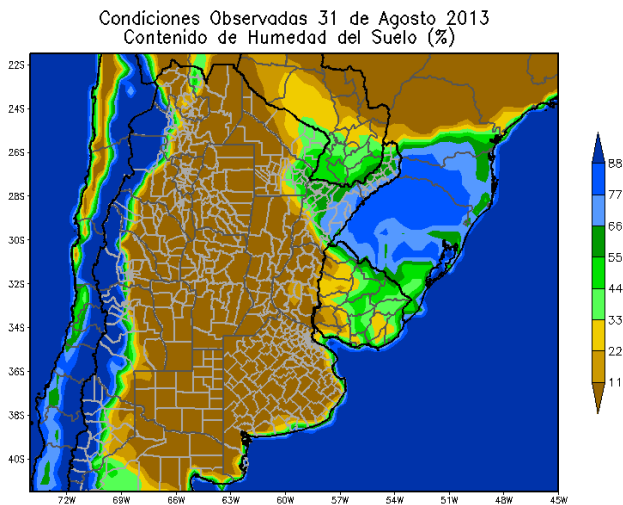 Condiciones Observadas 31 de Agosto 2013
Contenido de Humedad del Suelo (%)
22S
24S
26S
28S
30S
32S
34S
36S
38S
40S
72W 69W 66W 63W 60W 57W 54W 51W 48W 45W
88
77
66
55
44
33
22
11